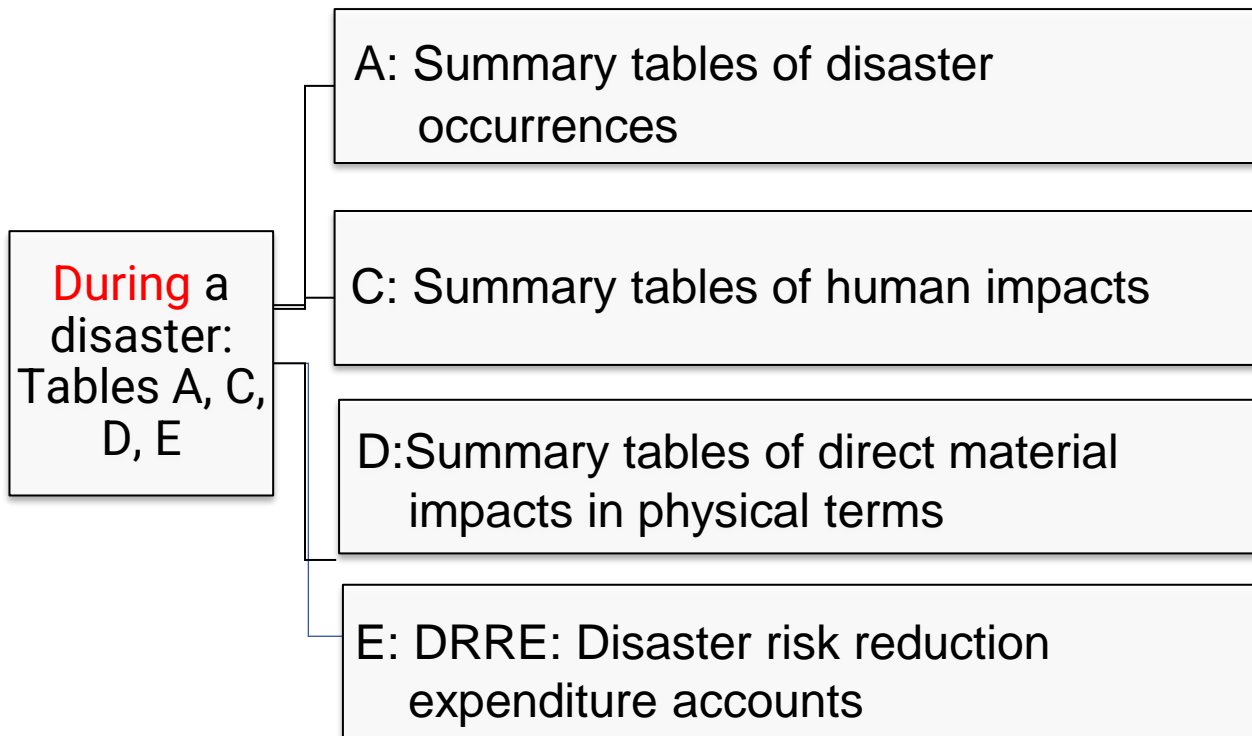 During a
disaster:
Tables A, C,
D, E
A: Summary tables of disaster
occurrences
C: Summary tables of human impacts
D:Summary tables of direct material
impacts in physical terms
E: DRRE: Disaster risk reduction
expenditure accounts